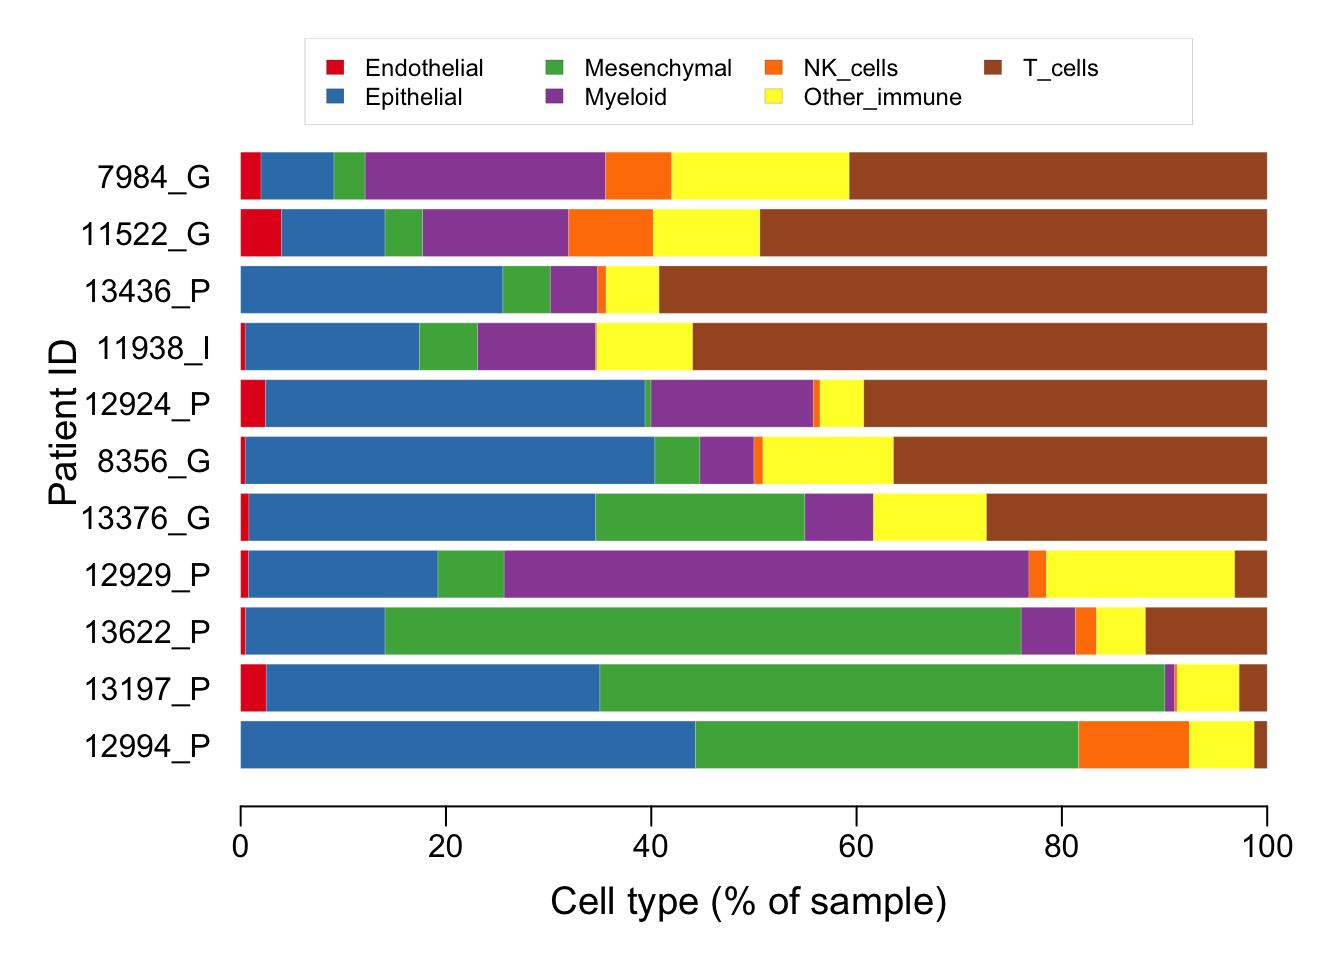 Endothelial Mesenchymal NK_cells T_cells
Epithelial Myeloid Other_immune
7984_G
11522_G
13436_P
11938_I
12924_P
8356_G
13376_G
12929_P
13622_P
13197_P
12994_P
Patient ID
0 20 40 60 80 100
Cell type (% of sample)